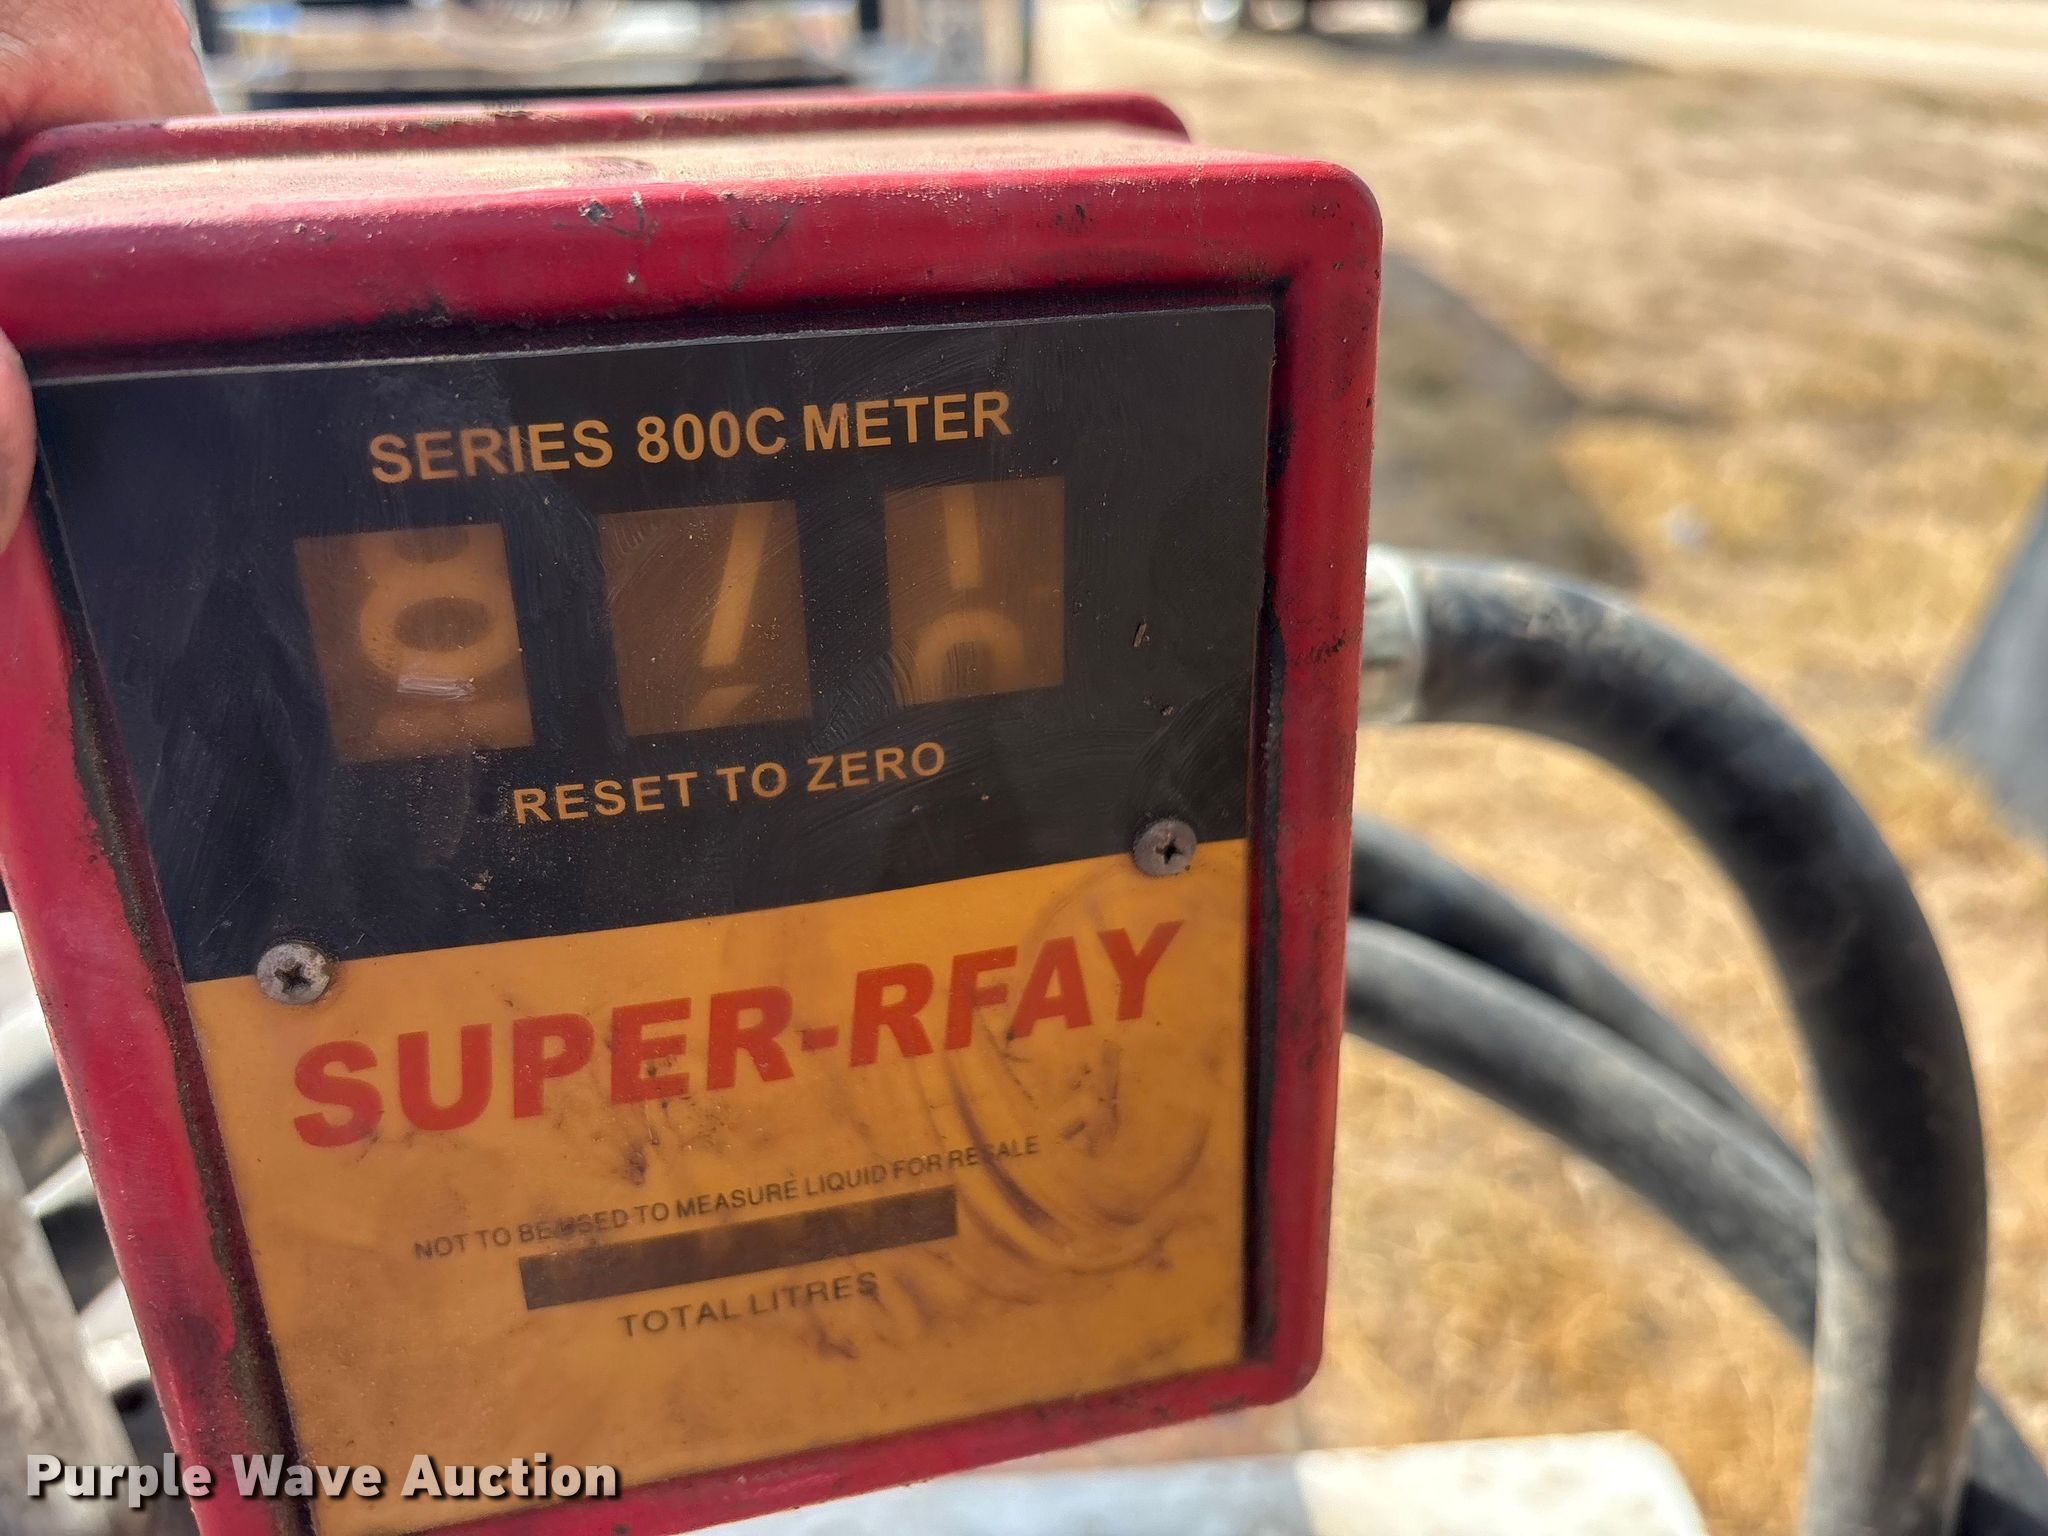 SERIES 800C METER
RESET TO ZERO
SUPER-RFAY
NOT TO BE USED TO MEASURE LIQUID FOR RESALE
TOTAL LITRES
Purple Wave Auction